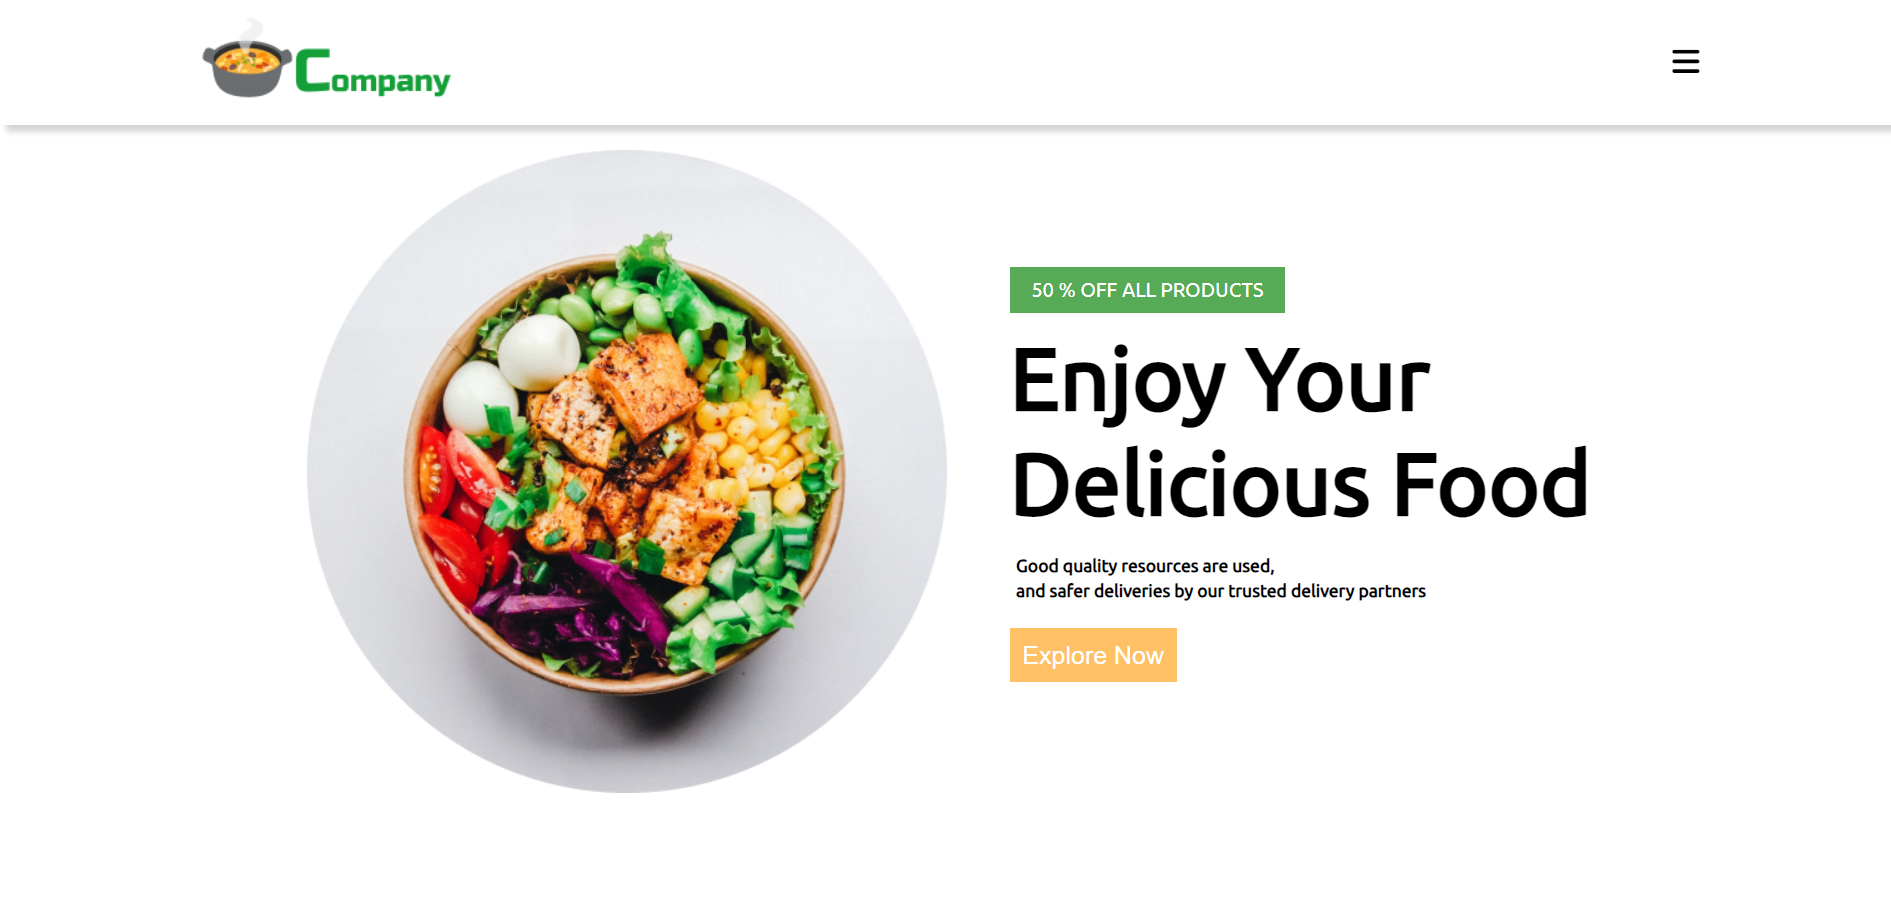 Company
50 % OFF ALL PRODUCTS
Enjoy Your
Delicious Food
Good quality resources are used,
and safer deliveries by our trusted delivery partners
Explore Now